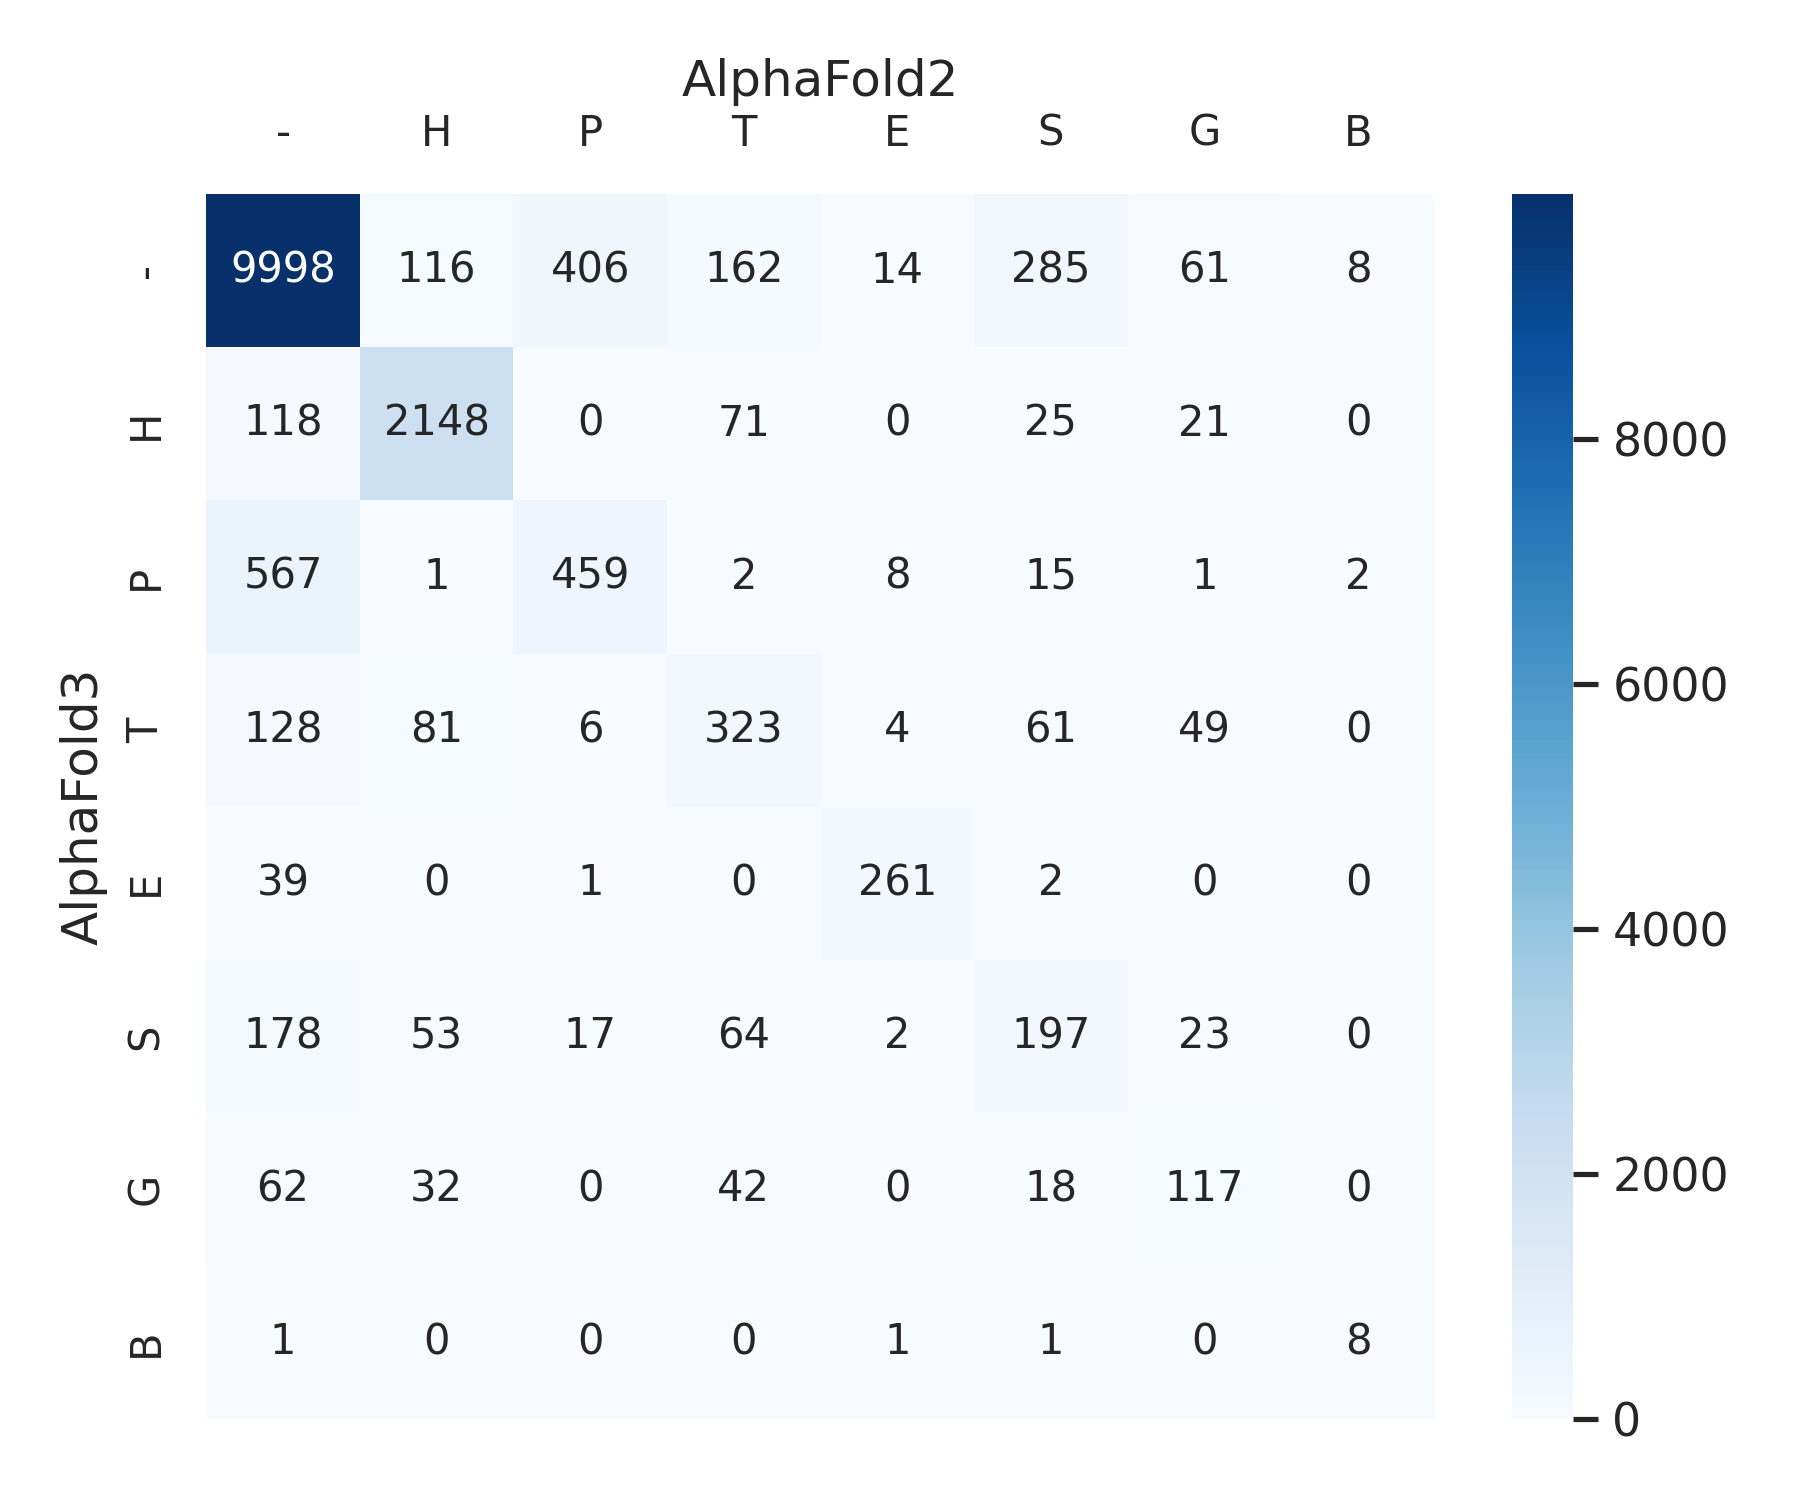 AlphaFold2
- H P T E S G B
- 9998 116 406 162 14 285 61 8
H 118 2148 0 71 0 25 21 0
P 567 1 459 2 8 15 1 2
T 128 81 6 323 4 61 49 0
E 39 0 1 0 261 2 0 0
S 178 53 17 64 2 197 23 0
G 62 32 0 42 0 18 117 0
B 1 0 0 0 1 1 0 8
AlphaFold3
8000
6000
4000
2000
0